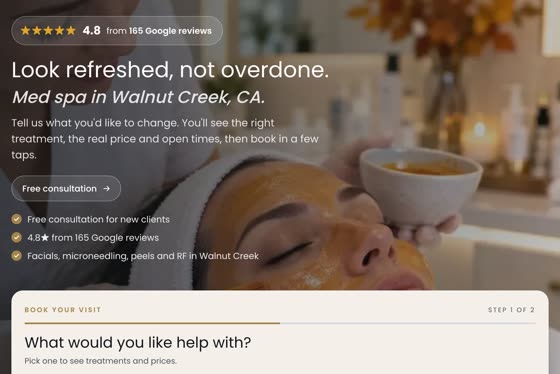 ★★★★★ 4.8 from 165 Google reviews
Look refreshed, not overdone.
Med spa in Walnut Creek, CA.
Tell us what you'd like to change. You'll see the right
treatment, the real price and open times, then book in a few
taps.
Free consultation →
Free consultation for new clients
4.8★ from 165 Google reviews
Facials, microneedling, peels and RF in Walnut Creek
BOOK YOUR VISIT
STEP 1 OF 2
What would you like help with?
Pick one to see treatments and prices.